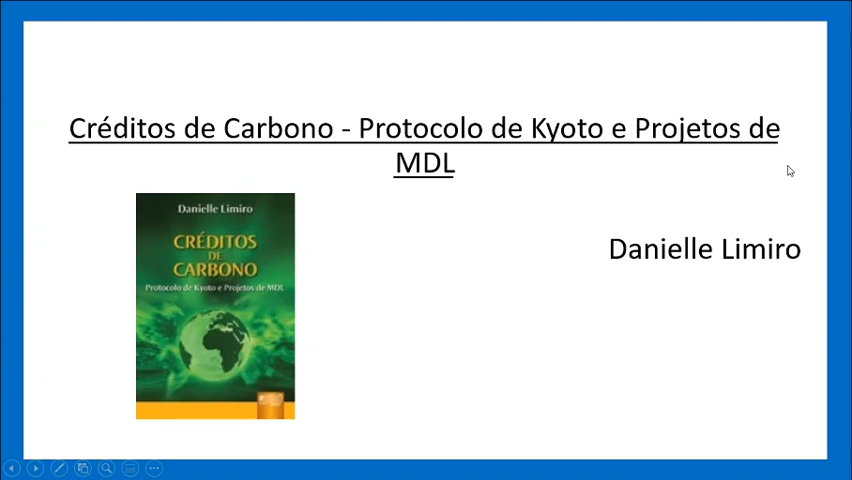 Créditos de Carbono - Protocolo de Kyoto e Projetos de
MDL
Danielle Limiro
Danielle Limiro
CRÉDITOS
DE
CARBONO
Protocolo de Kyoto e Projetos de MDL